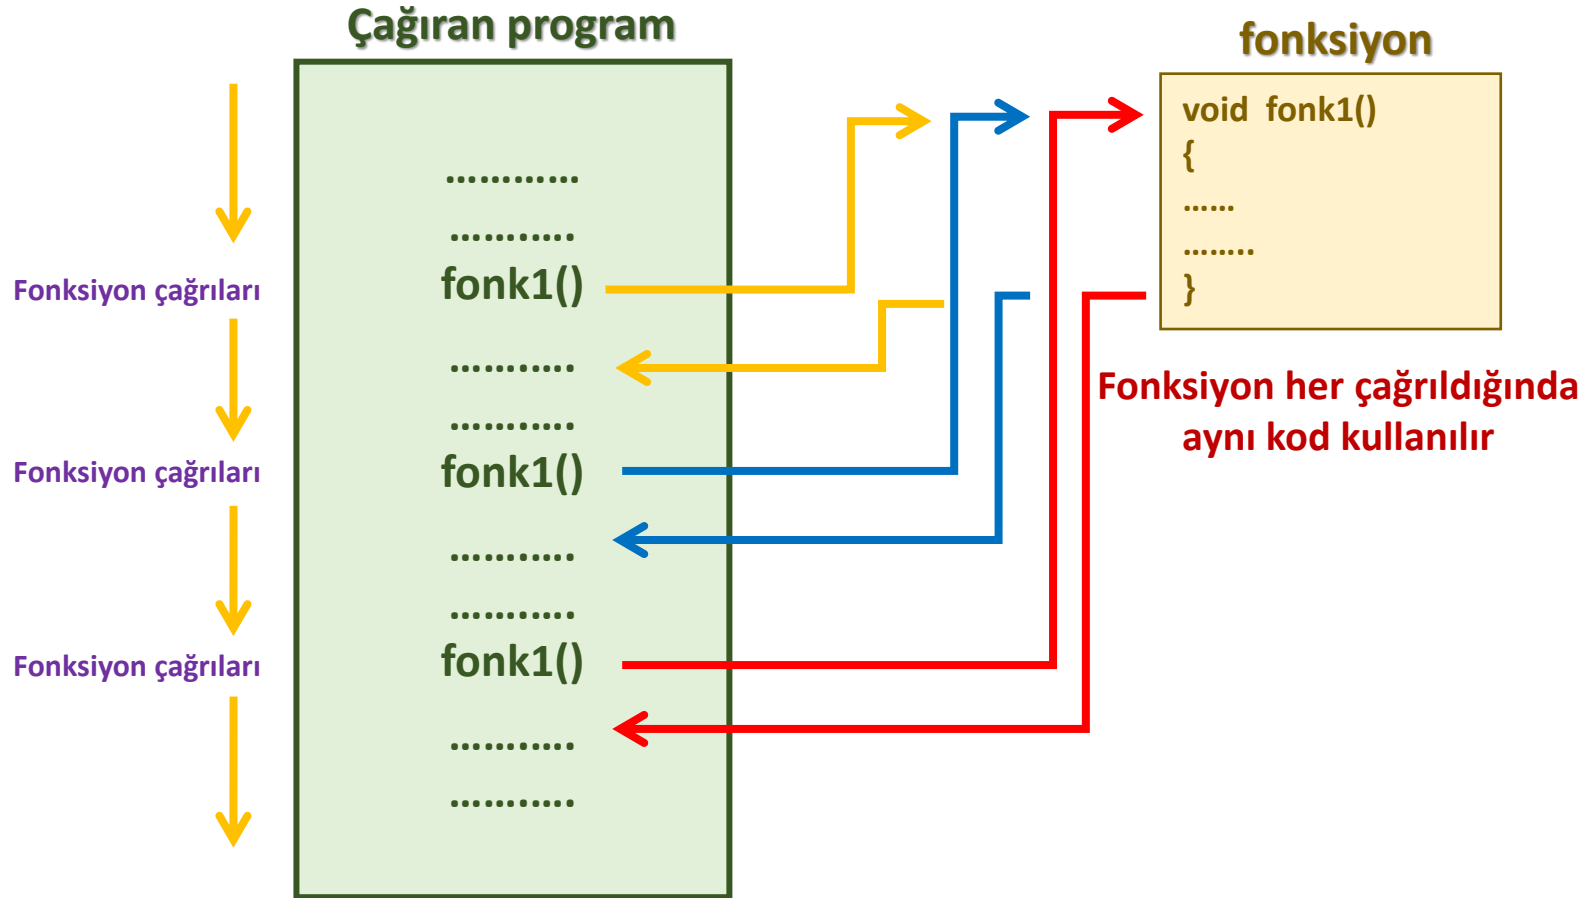 Çağıran program
…………
………..
fonk1()
………..
………..
fonk1()
………..
………..
fonk1()
………..
………..
Fonksiyon çağrıları
Fonksiyon çağrıları
Fonksiyon çağrıları
fonksiyon
void fonk1()
{
……
……..
}
Fonksiyon her çağrıldığında
aynı kod kullanılır